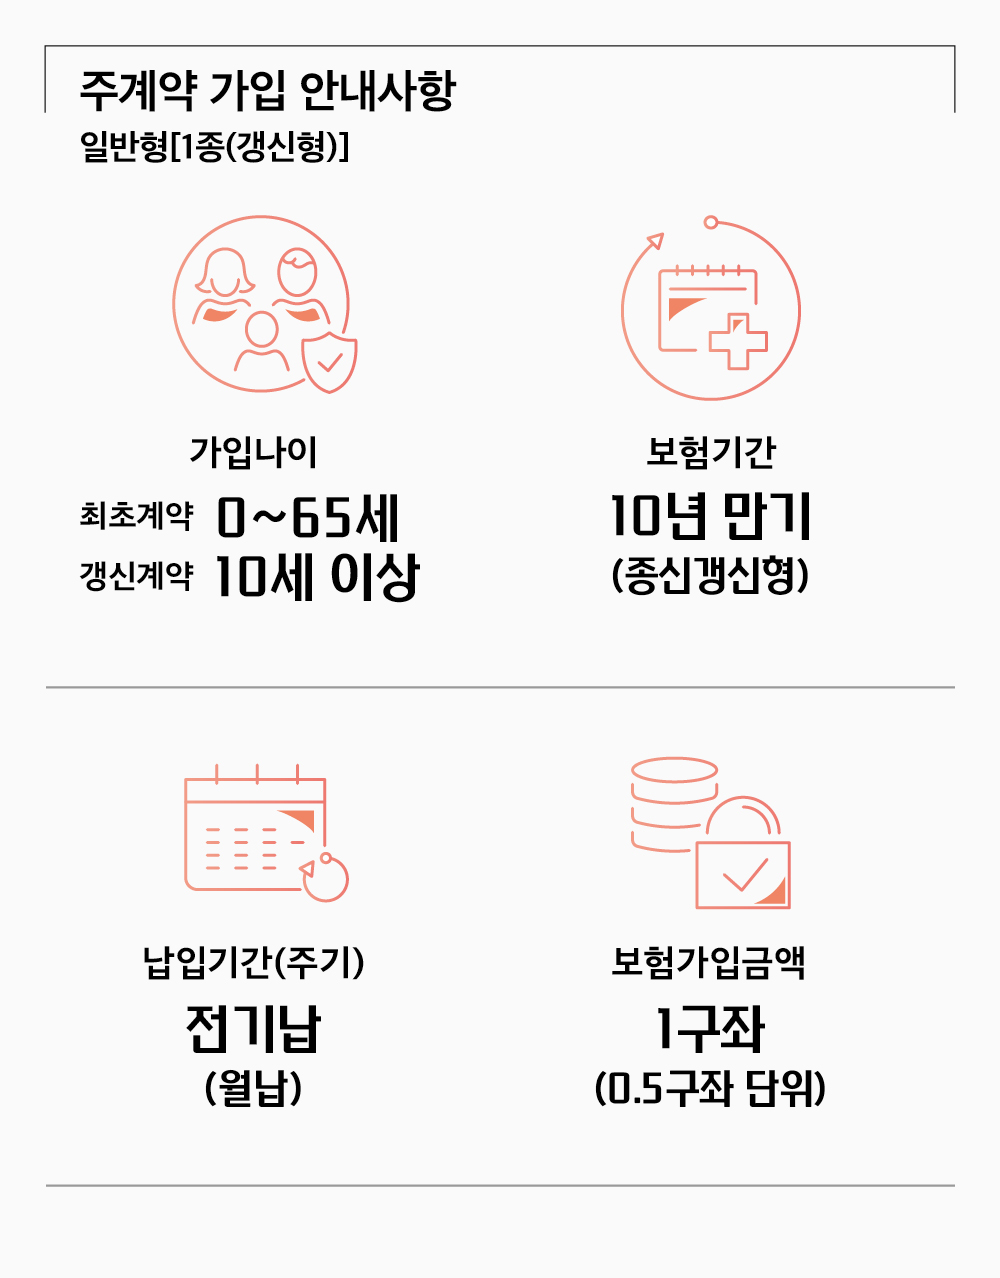 주계약 가입 안내사항
일반형[1종(갱신형)]
가입나이
최초계약 0~65세
갱신계약 10세 이상
보험기간
10년 만기
(종신갱신형)
납입기간(주기)
전기납
(월납)
보험가입금액
1구좌
(0.5구좌 단위)